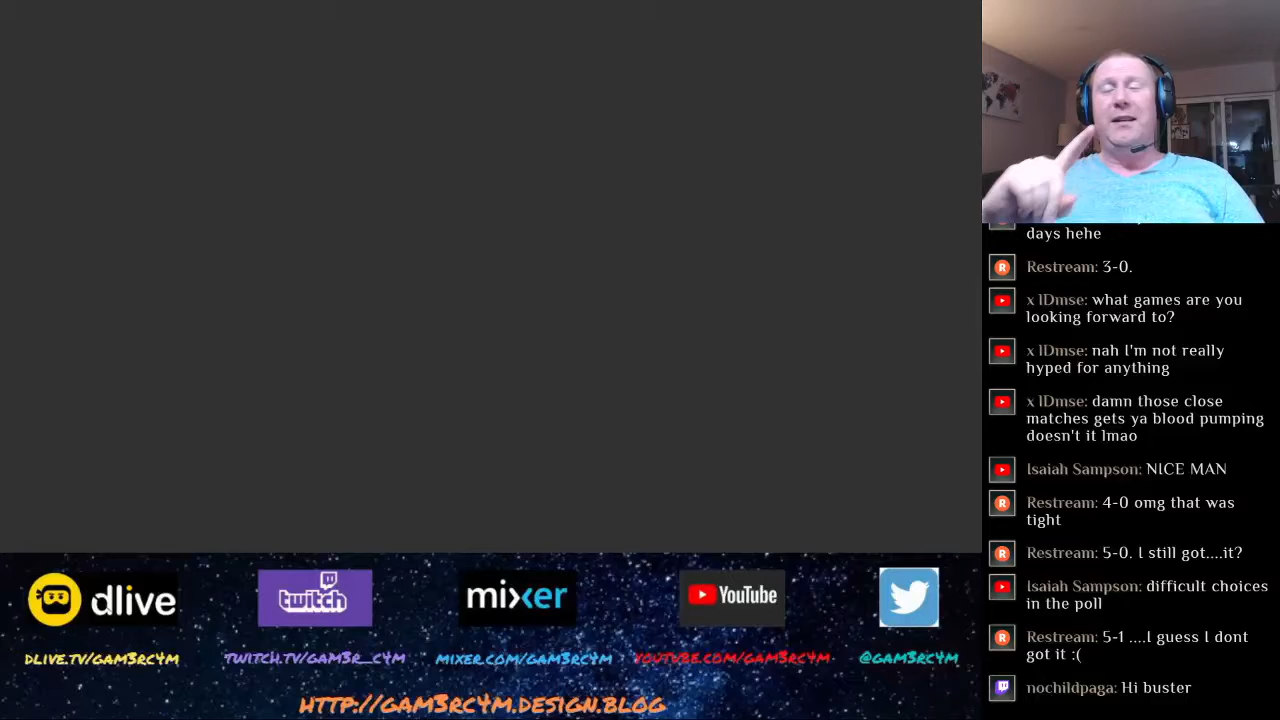 days hehe
Restream: 3-0.
x lDmse: what games are you
looking forward to?
x lDmse: nah I'm not really
hyped for anything
x lDmse: damn those close
matches gets ya blood pumping
doesn't it lmao
Isaiah Sampson: NICE MAN
Restream: 4-0 omg that was
tight
Restream: 5-0. I still got....it?
Isaiah Sampson: difficult choices
in the poll
Restream: 5-1 ....I guess I dont
got it :(
nochildpaga: Hi buster
dlive
twitch
mixer
YouTube
DLIVE.TV/GAM3RC4M
TWITCH.TV/GAM3R_C4M
MIXER.COM/GAM3RC4M
YOUTUBE.COM/GAM3RC4M
@GAM3RC4M
HTTP://GAM3RC4M.DESIGN.BLOG